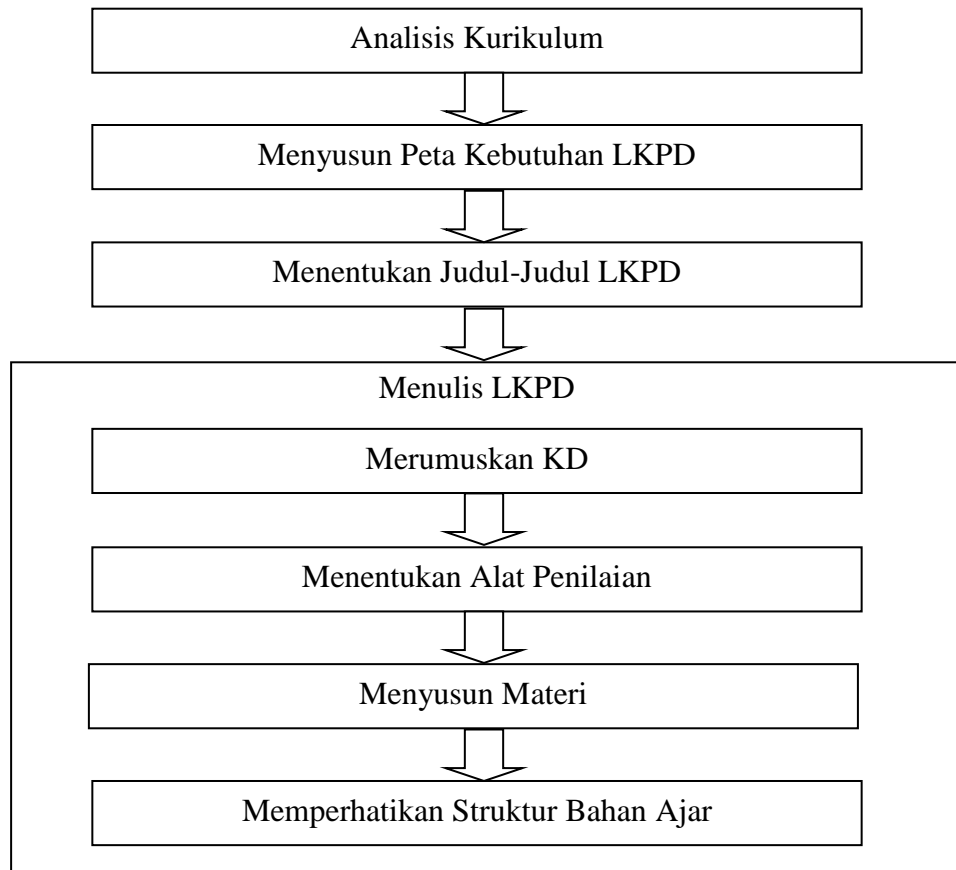 Analisis Kurikulum
Menyusun Peta Kebutuhan LKPD
Menentukan Judul-Judul LKPD
Menulis LKPD
Merumuskan KD
Menentukan Alat Penilaian
Menyusun Materi
Memperhatikan Struktur Bahan Ajar